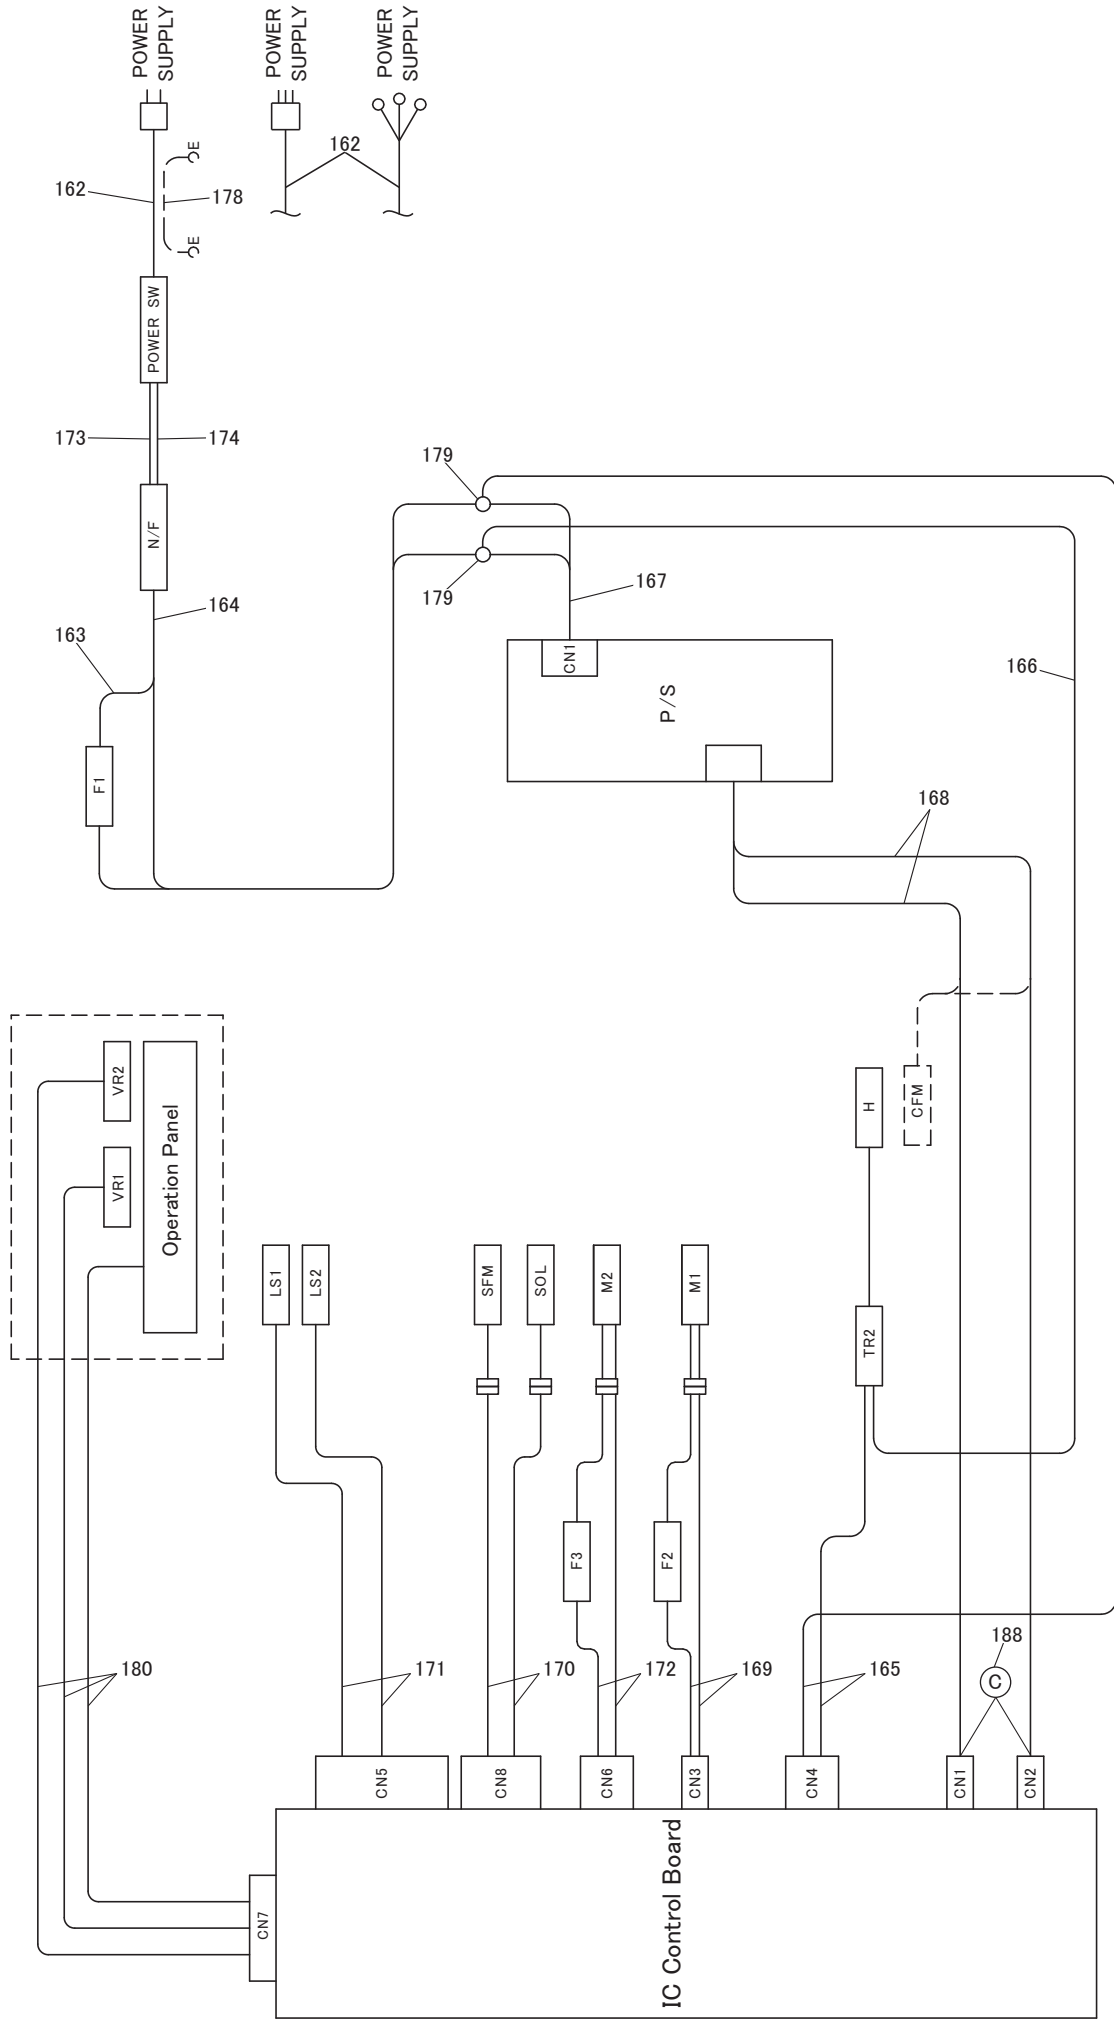 POWER
SUPPLY
POWER
SUPPLY
POWER
SUPPLY
162
E
162
178
E
POWER SW
173
174
179
N/F
179
167
164
163
CN1
166
P/S
F1
168
VR2
Operation Panel
H
CFM
VR1
LS1
LS2
SFM
SOL
M2
M1
TR2
F3
F2
188
180
171
170
172
169
165
C
CN5
CN8
CN6
CN3
CN4
CN1
CN2
CN7
IC Control Board